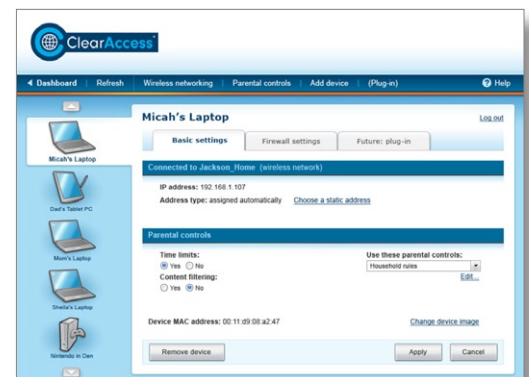 ClearAccess
Dashboard Refresh Wireless networking Parental controls Add device (Plug-in) Help
Micah's Laptop
Log out
Basic settings Firewall settings Future: plug-in
Connected to Jackson_Home (wireless network)
IP address: 192.168.1.107
Address type: assigned automatically Choose a static address
Parental controls
Time limits:
Yes No
Content filtering:
Yes No
Use these parental controls:
Household rules
Edit...
Device MAC address: 00:11:d9:08:a2:47 Change device image
Remove device Apply Cancel
Micah's Laptop
Dad's Tablet PC
Mom's Laptop
Sheila's Laptop
Nintendo in Den